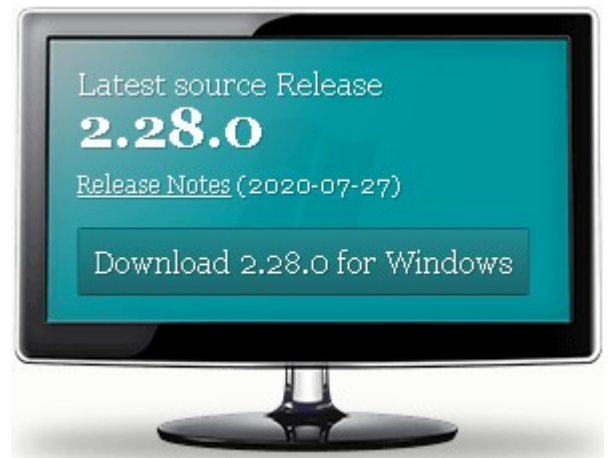 Latest source Release
2.28.0
Release Notes (2020-07-27)
Download 2.28.0 for Windows